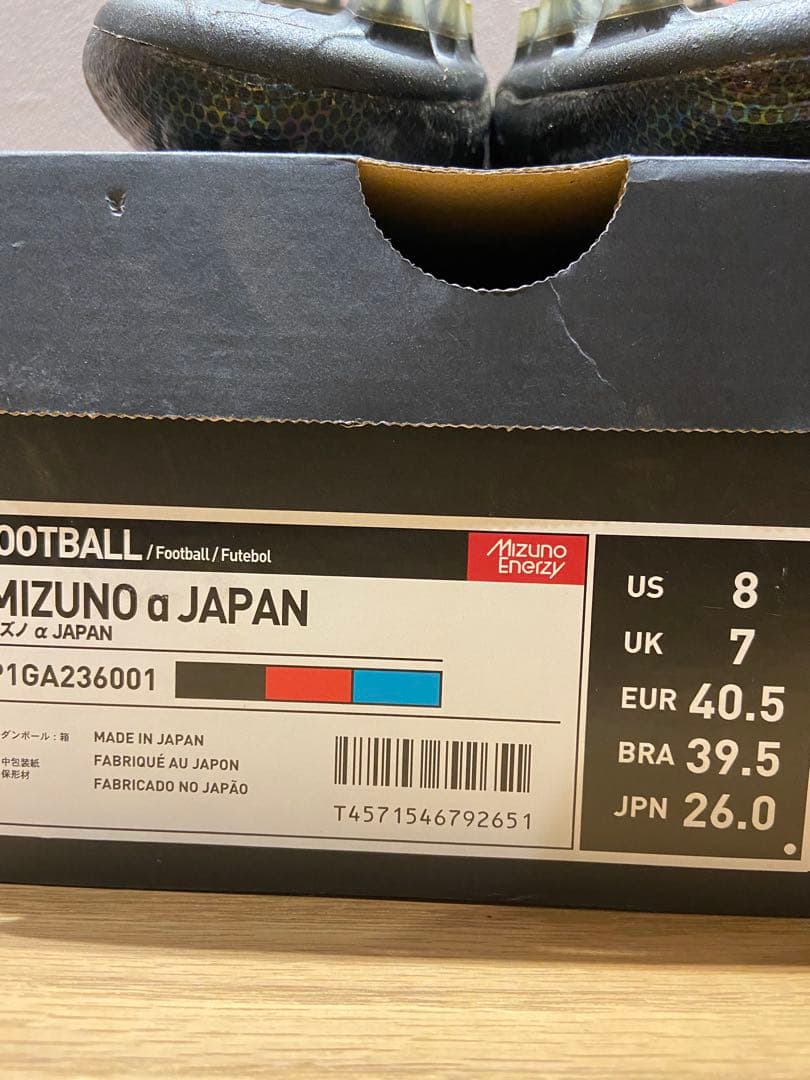 OOTBALL / Football / Futebol
Mizuno
Enerzy
MIZUNO α JAPAN
ズノ α JAPAN
P1GA236001
ダンボール：箱
中包装紙
保形材
MADE IN JAPAN
FABRIQUÉ AU JAPON
FABRICADO NO JAPÃO
T4571546792651
US 8
UK 7
EUR 40.5
BRA 39.5
JPN 26.0